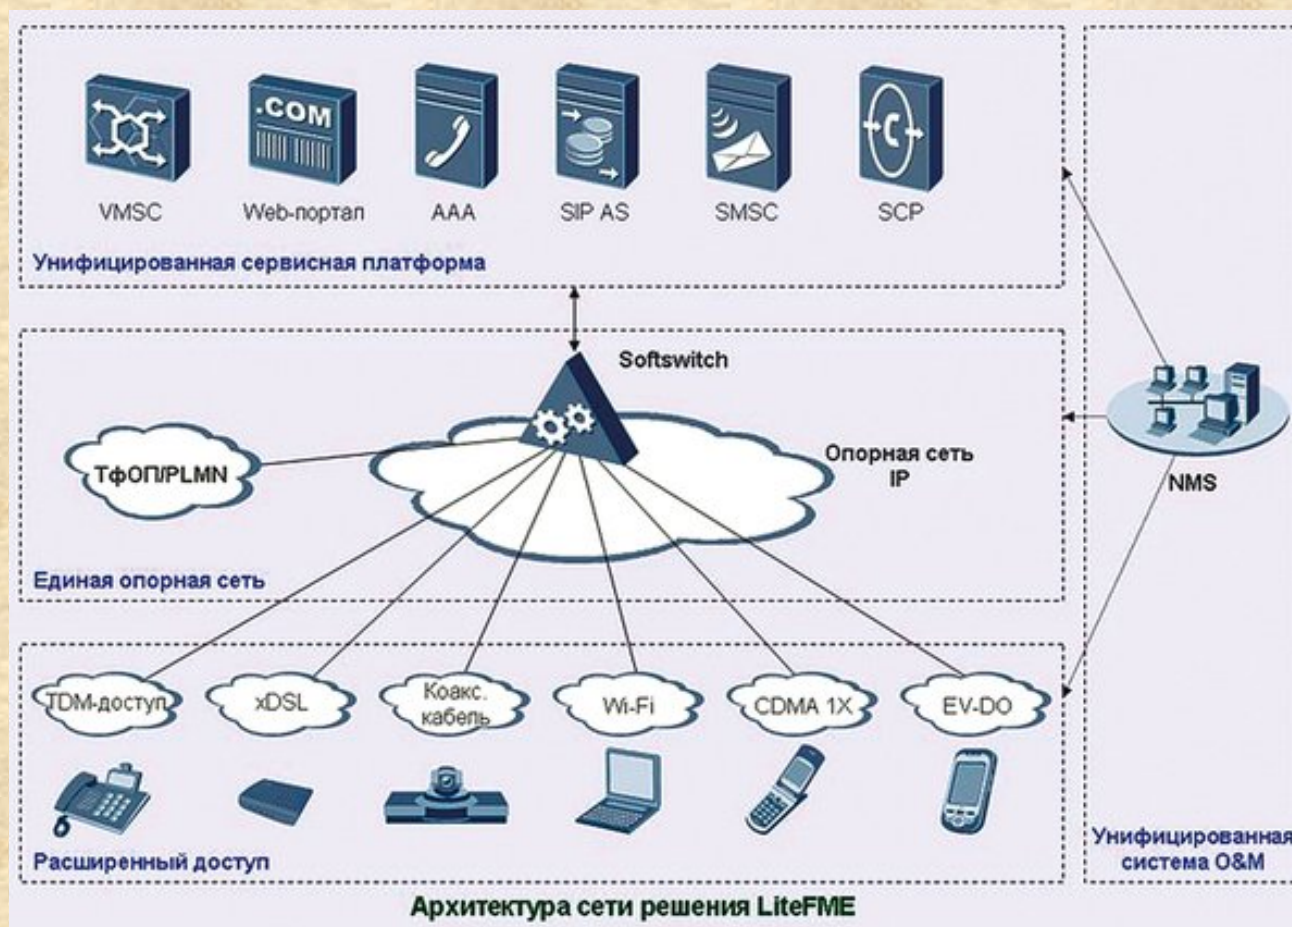 .COM
VMSC
Web-портал
AAA
SIP AS
SMSC
SCP
Унифицированная сервисная платформа
Softswitch
ТфОП/PLMN
Опорная сеть
IP
NMS
Единая опорная сеть
TDM-доступ
xDSL
Коакс.
кабель
Wi-Fi
CDMA 1X
EV-DO
Расширенный доступ
Унифицированная
система O&M
Архитектура сети решения LiteFME